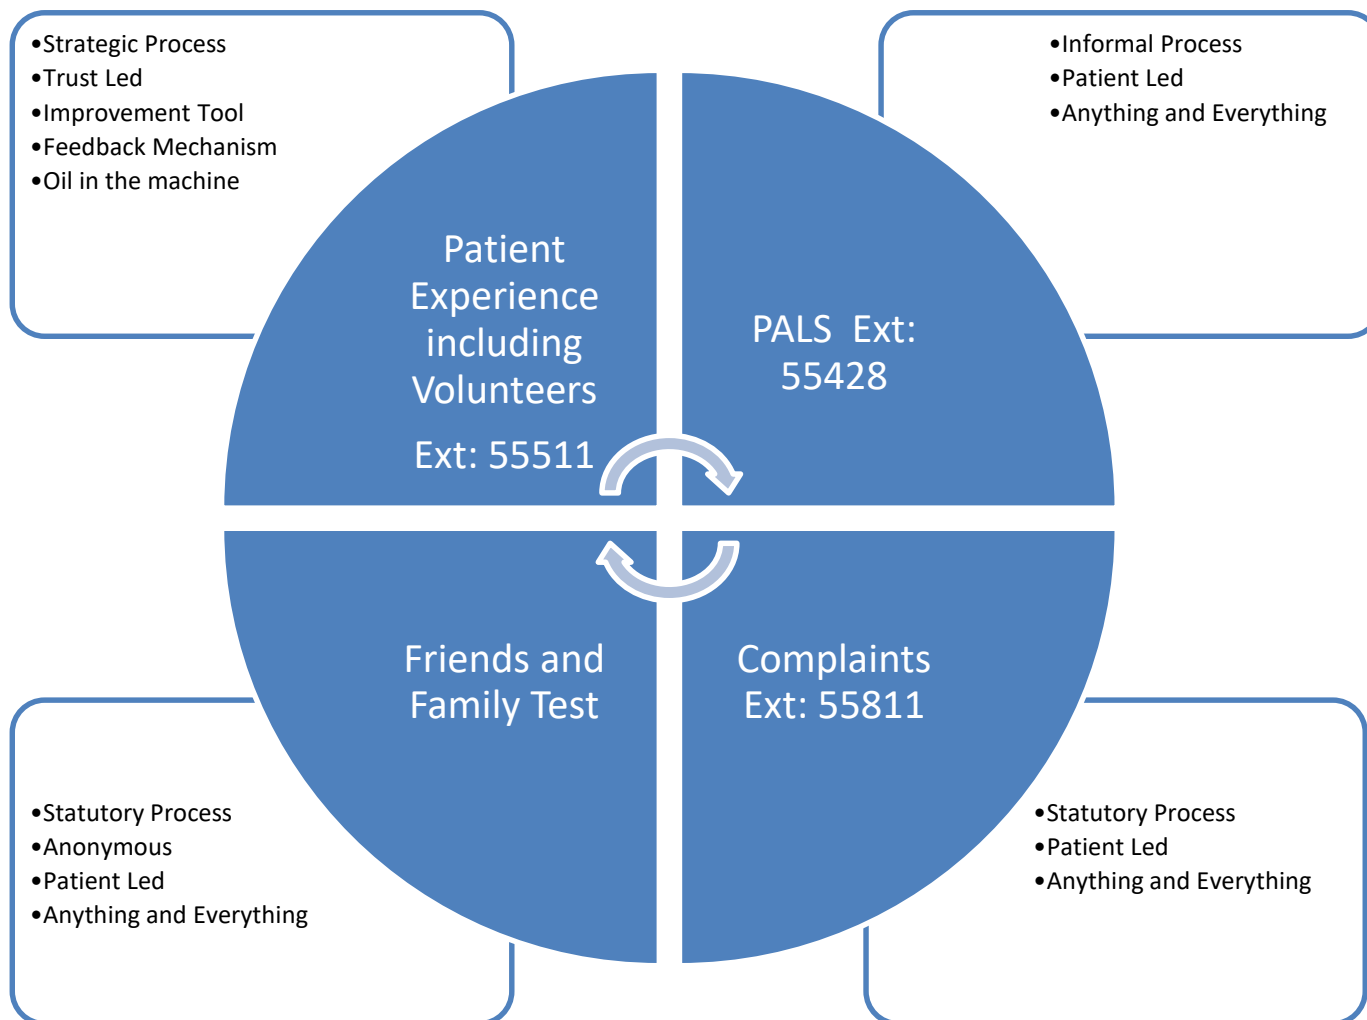 •Strategic Process
•Trust Led
•Improvement Tool
•Feedback Mechanism
•Oil in the machine
•Informal Process
•Patient Led
•Anything and Everything
Patient
Experience
including
Volunteers
Ext: 55511
PALS  Ext:
55428
Friends and
Family Test
Complaints
Ext: 55811
•Statutory Process
•Anonymous
•Patient Led
•Anything and Everything
•Statutory Process
•Patient Led
•Anything and Everything